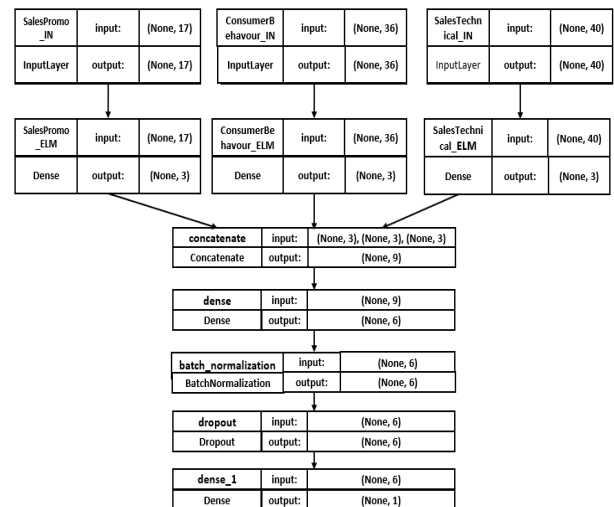 SalesPromo
_IN
input:
(None, 17)
InputLayer
output:
(None, 17)
ConsumerB
ehavour_IN
input:
(None, 36)
InputLayer
output:
(None, 36)
SalesTechn
ical_IN
input:
(None, 40)
InputLayer
output:
(None, 40)
SalesPromo
_ELM
input:
(None, 17)
Dense
output:
(None, 3)
ConsumerBe
havour_ELM
input:
(None, 36)
Dense
output:
(None, 3)
SalesTechni
cal_ELM
input:
(None, 40)
Dense
output:
(None, 3)
concatenate input: (None, 3), (None, 3), (None, 3)
Concatenate output: (None, 9)
dense input: (None, 9)
Dense output: (None, 6)
batch_normalization input: (None, 6)
BatchNormalization output: (None, 6)
dropout input: (None, 6)
Dropout output: (None, 6)
dense_1 input: (None, 6)
Dense output: (None, 1)